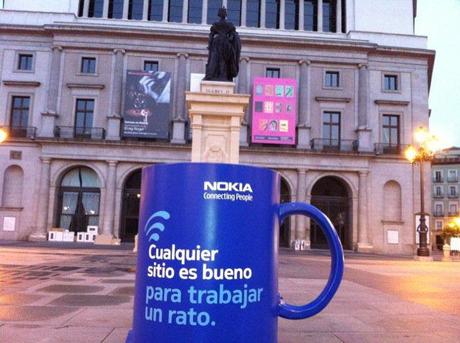 NOKIA
Connecting People
Cualquier
sitio es bueno
para trabajar
un rato.